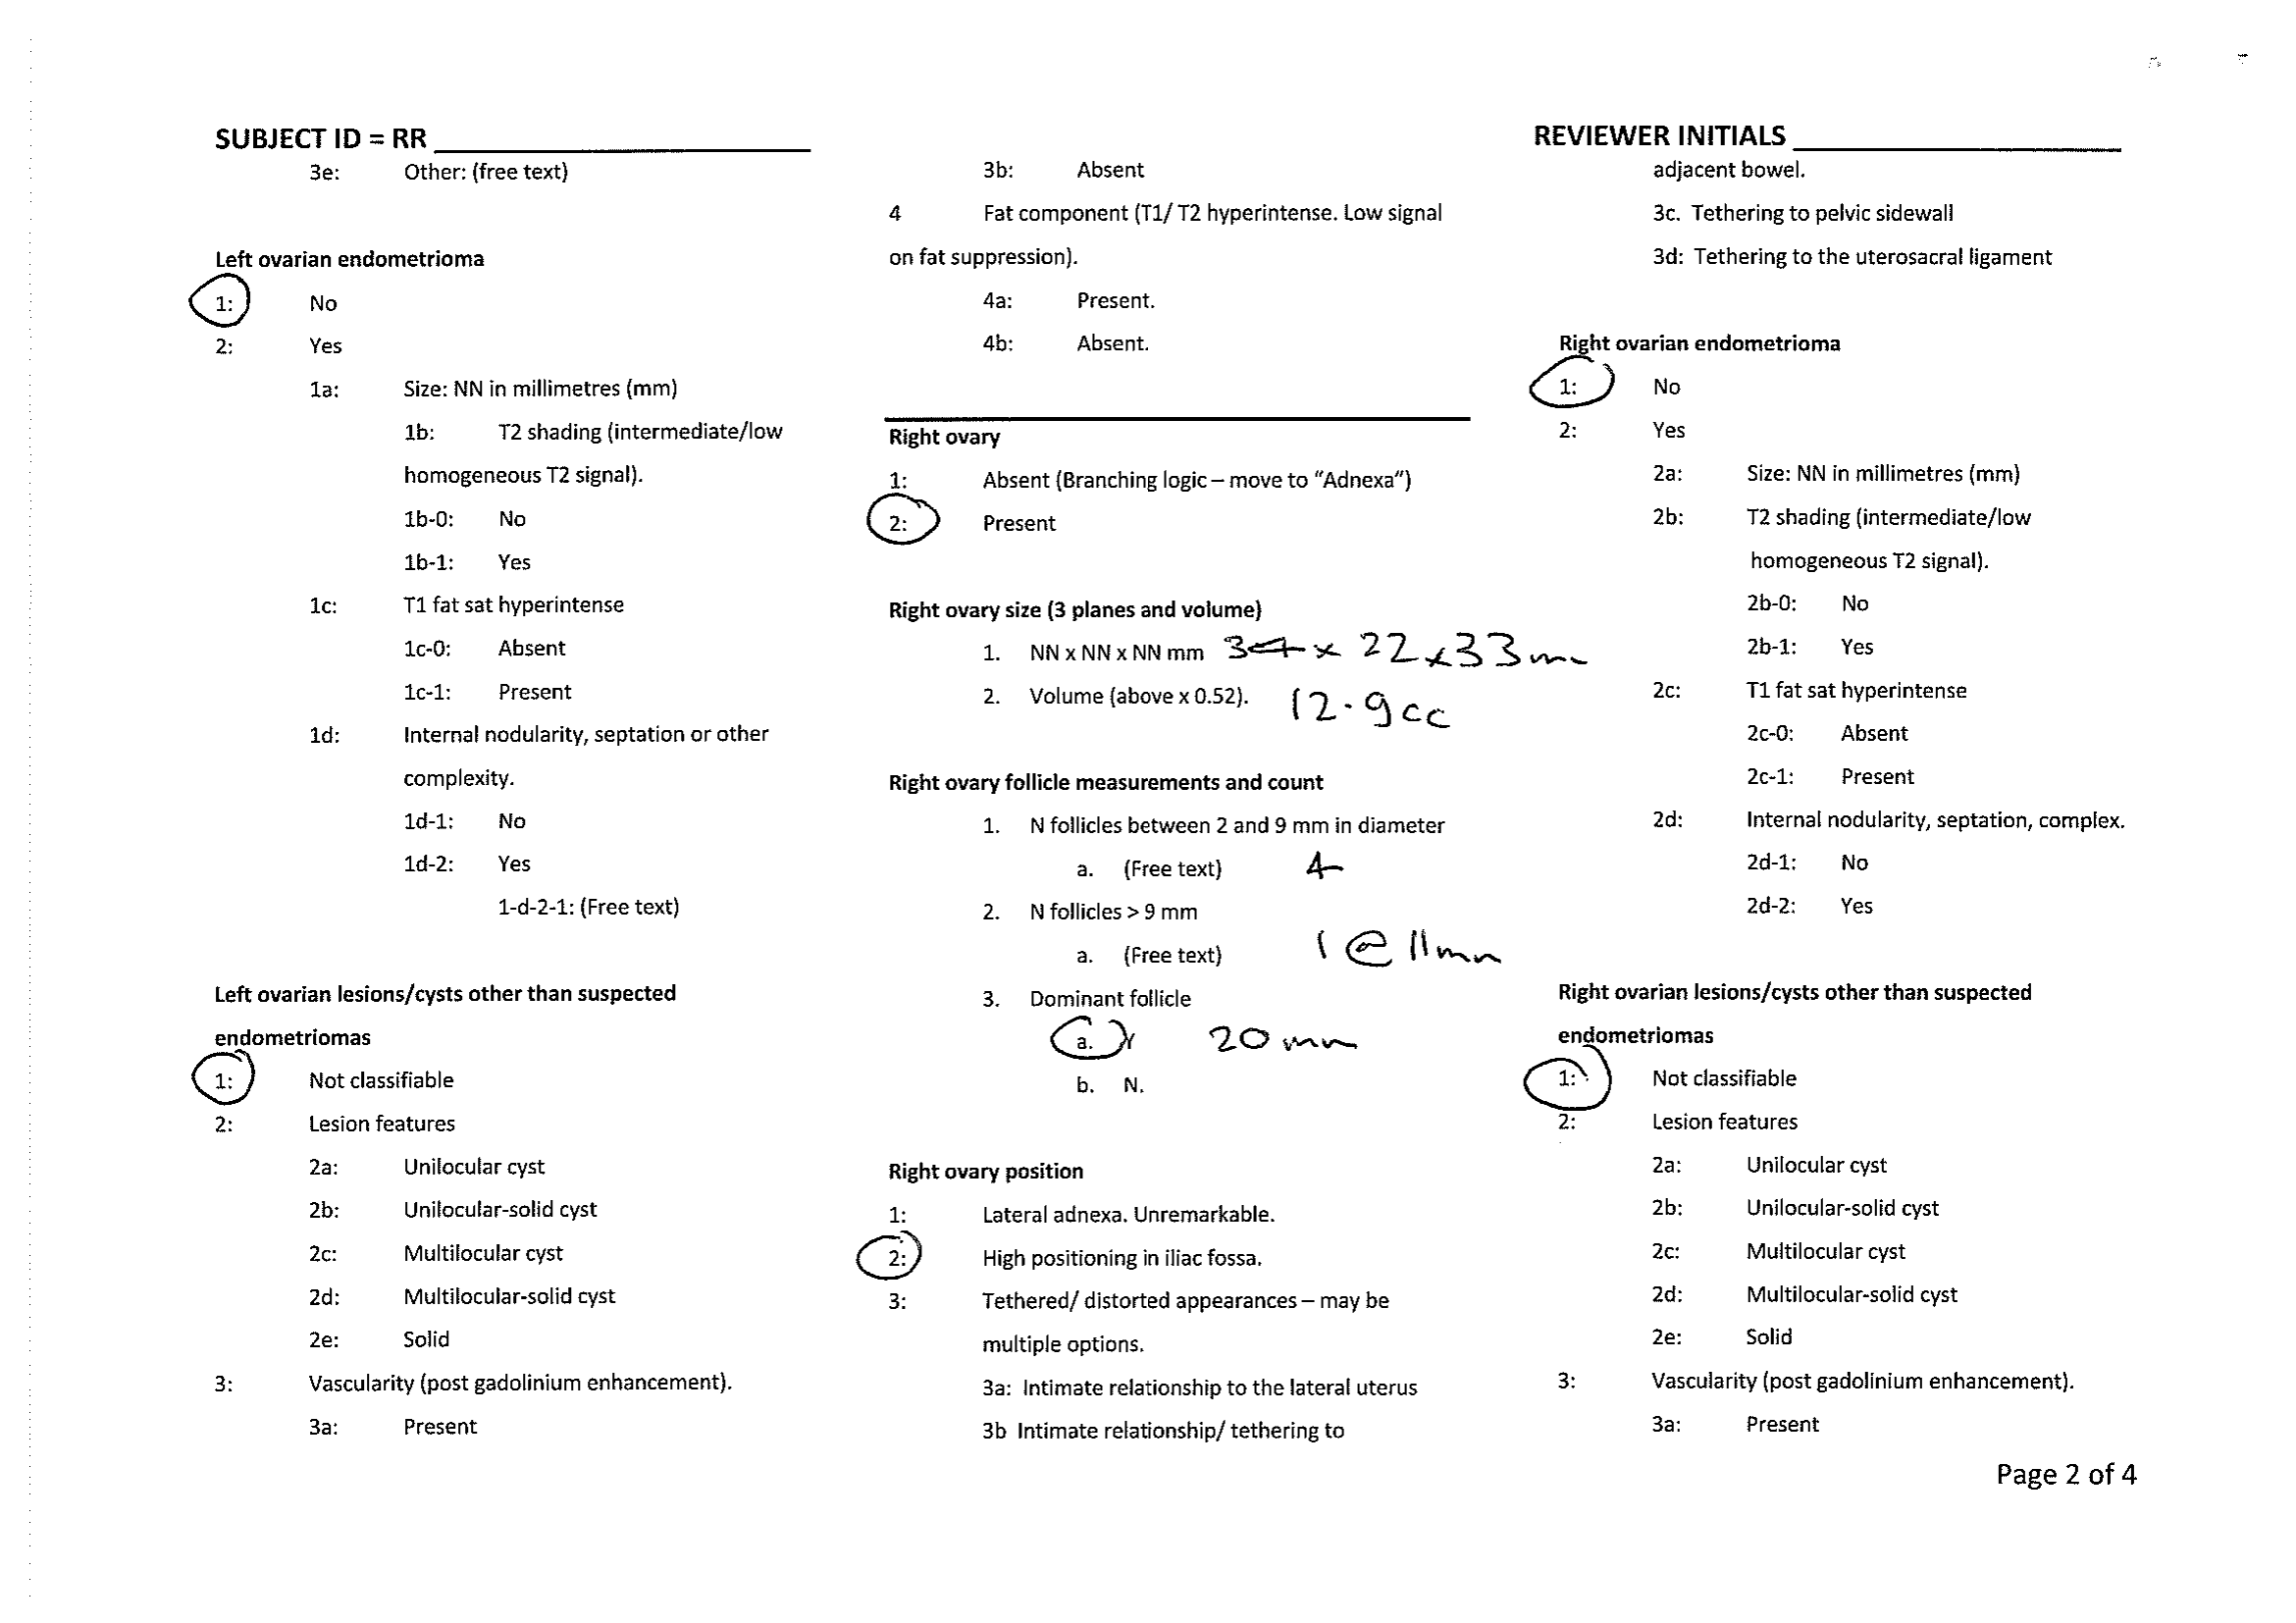 SUBJECT ID = RR
REVIEWER INITIALS
3e: Other: (free text)
Left ovarian endometrioma
1: No
2: Yes
1a: Size: NN in millimetres (mm)
1b: T2 shading (intermediate/low
homogeneous T2 signal).
1b-0: No
1b-1: Yes
1c: T1 fat sat hyperintense
1c-0: Absent
1c-1: Present
1d: Internal nodularity, septation or other
complexity.
1d-1: No
1d-2: Yes
1-d-2-1: (Free text)
Left ovarian lesions/cysts other than suspected
endometriomas
1: Not classifiable
2: Lesion features
2a: Unilocular cyst
2b: Unilocular-solid cyst
2c: Multilocular cyst
2d: Multilocular-solid cyst
2e: Solid
3: Vascularity (post gadolinium enhancement).
3a: Present
3b: Absent
4 Fat component (T1/ T2 hyperintense. Low signal
on fat suppression).
4a: Present.
4b: Absent.
Right ovary
1: Absent (Branching logic – move to “Adnexa”)
2: Present
Right ovary size (3 planes and volume)
1. NN x NN x NN mm 34 x 22 x 33 mm
2. Volume (above x 0.52). 12.9cc
Right ovary follicle measurements and count
1. N follicles between 2 and 9 mm in diameter
a. (Free text) 4
2. N follicles > 9 mm
a. (Free text) 1 @ 11mm
3. Dominant follicle
a. Y 20 mm
b. N.
Right ovary position
1: Lateral adnexa. Unremarkable.
2: High positioning in iliac fossa.
3: Tethered/ distorted appearances – may be
multiple options.
3a: Intimate relationship to the lateral uterus
3b Intimate relationship/ tethering to
adjacent bowel.
3c. Tethering to pelvic sidewall
3d: Tethering to the uterosacral ligament
Right ovarian endometrioma
1: No
2: Yes
2a: Size: NN in millimetres (mm)
2b: T2 shading (intermediate/low
homogeneous T2 signal).
2b-0: No
2b-1: Yes
2c: T1 fat sat hyperintense
2c-0: Absent
2c-1: Present
2d: Internal nodularity, septation, complex.
2d-1: No
2d-2: Yes
Right ovarian lesions/cysts other than suspected
endometriomas
1: Not classifiable
2: Lesion features
2a: Unilocular cyst
2b: Unilocular-solid cyst
2c: Multilocular cyst
2d: Multilocular-solid cyst
2e: Solid
3: Vascularity (post gadolinium enhancement).
3a: Present
Page 2 of 4